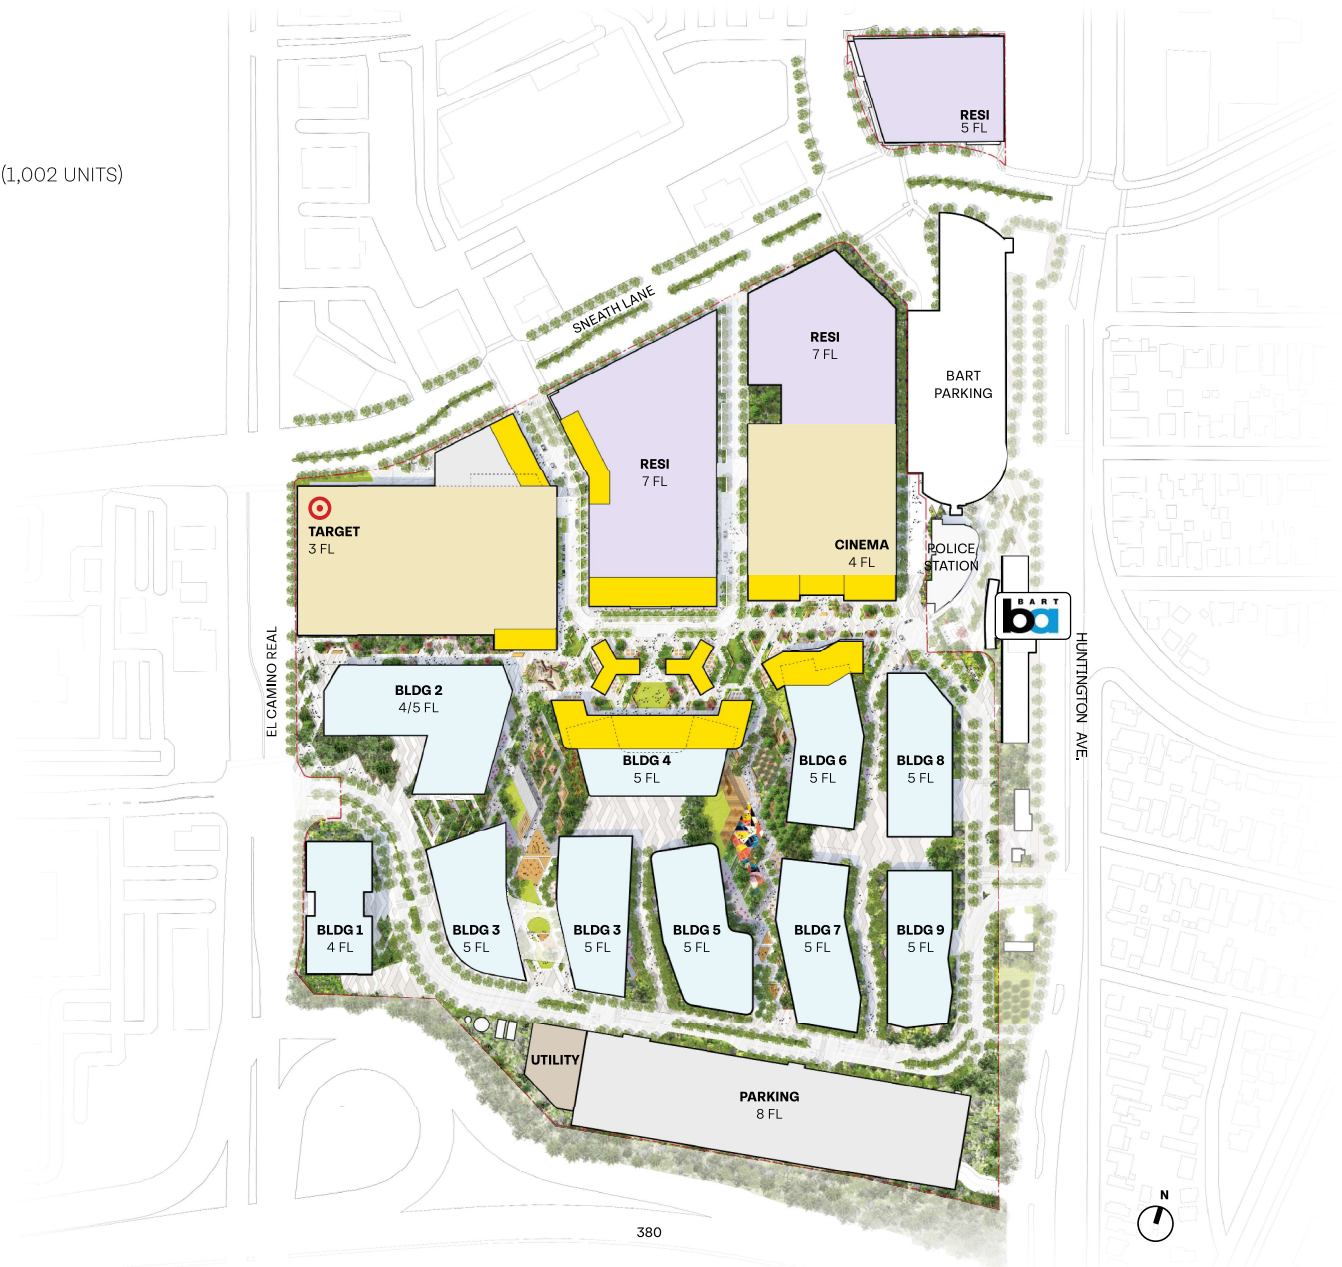 RESI
5 FL
(1,002 UNITS)
SNEATH LANE
RESI
7 FL
BART
PARKING
RESI
7 FL
TARGET
3 FL
CINEMA
4 FL
POLICE
STATION
BART
ba
EL CAMINO REAL
HUNTINGTON AVE.
BLDG 2
4/5 FL
BLDG 4
5 FL
BLDG 6
5 FL
BLDG 8
5 FL
BLDG 1
4 FL
BLDG 3
5 FL
BLDG 3
5 FL
BLDG 5
5 FL
BLDG 7
5 FL
BLDG 9
5 FL
UTILITY
PARKING
8 FL
N
380